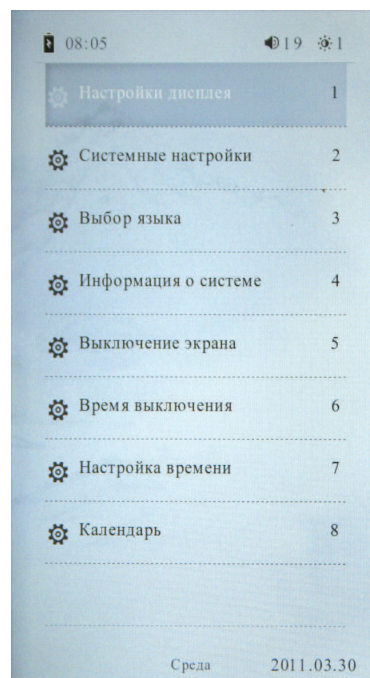 08:05 19 1
Настройки дисплея 1
Системные настройки 2
Выбор языка 3
Информация о системе 4
Выключение экрана 5
Время выключения 6
Настройка времени 7
Календарь 8
Среда 2011.03.30